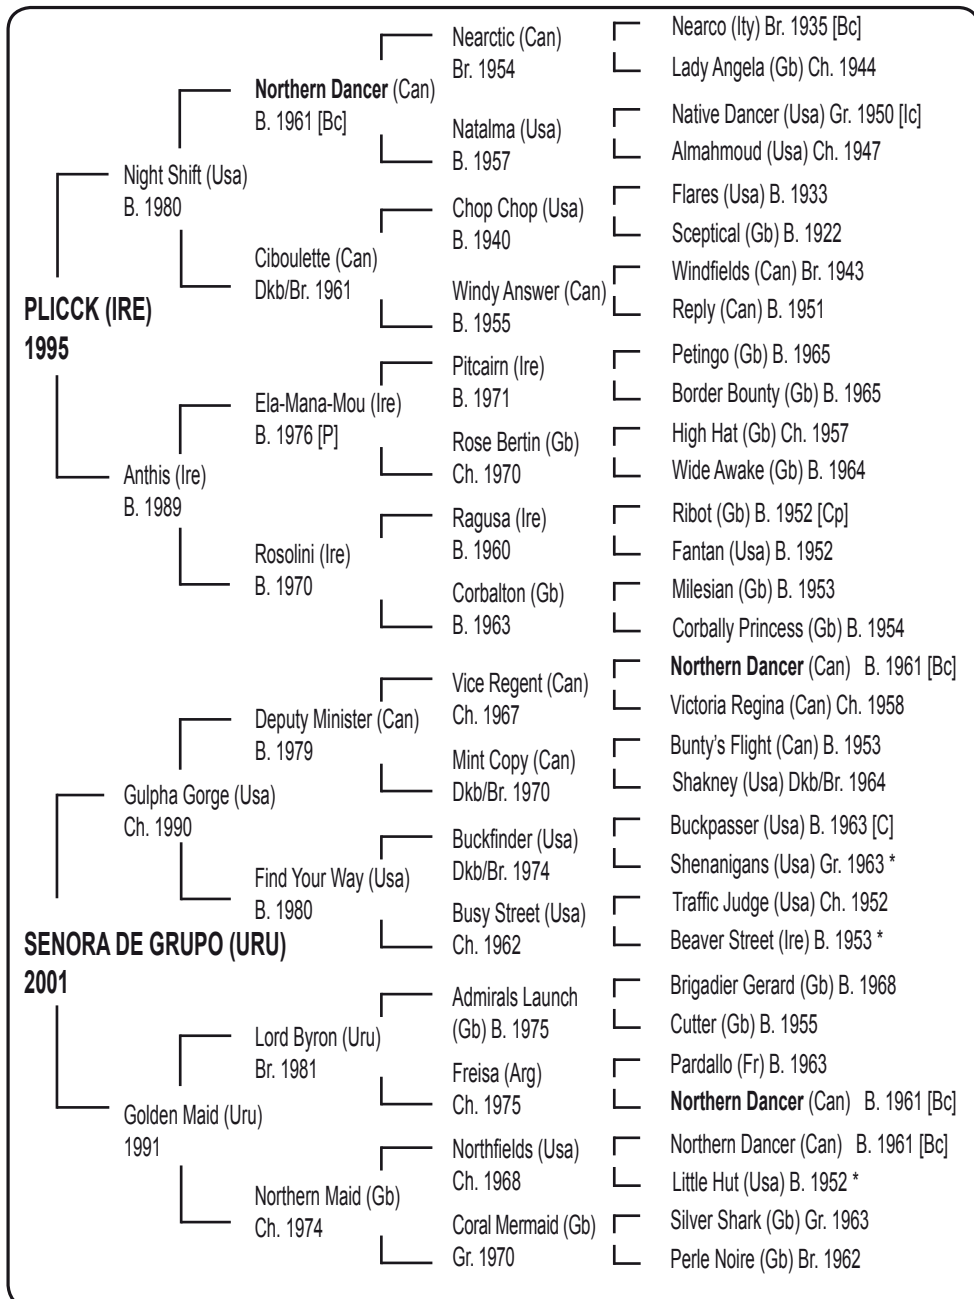 Nearco (Ity) Br. 1935 [Bc]
Nearctic (Can)
Br. 1954
Lady Angela (Gb) Ch. 1944
Northern Dancer (Can)
B. 1961 [Bc]
Native Dancer (Usa) Gr. 1950 [Ic]
Natalma (Usa)
B. 1957
Almahmoud (Usa) Ch. 1947
Night Shift (Usa)
B. 1980
Flares (Usa) B. 1933
Chop Chop (Usa)
B. 1940
Sceptical (Gb) B. 1922
Ciboulette (Can)
Dkb/Br. 1961
Windfields (Can) Br. 1943
Windy Answer (Can)
B. 1955
Reply (Can) B. 1951
PLICCK (IRE)
1995
Petingo (Gb) B. 1965
Pitcairn (Ire)
B. 1971
Border Bounty (Gb) B. 1965
Ela-Mana-Mou (Ire)
B. 1976 [P]
High Hat (Gb) Ch. 1957
Rose Bertin (Gb)
Ch. 1970
Wide Awake (Gb) B. 1964
Anthis (Ire)
B. 1989
Ribot (Gb) B. 1952 [Cp]
Ragusa (Ire)
B. 1960
Fantan (Usa) B. 1952
Rosolini (Ire)
B. 1970
Milesian (Gb) B. 1953
Corbalton (Gb)
B. 1963
Corbally Princess (Gb) B. 1954
Northern Dancer (Can) B. 1961 [Bc]
Vice Regent (Can)
Ch. 1967
Victoria Regina (Can) Ch. 1958
Deputy Minister (Can)
B. 1979
Bunty's Flight (Can) B. 1953
Mint Copy (Can)
Dkb/Br. 1970
Shakney (Usa) Dkb/Br. 1964
Gulpha Gorge (Usa)
Ch. 1990
Buckpasser (Usa) B. 1963 [C]
Buckfinder (Usa)
Dkb/Br. 1974
Shenanigans (Usa) Gr. 1963 *
Find Your Way (Usa)
B. 1980
Traffic Judge (Usa) Ch. 1952
Busy Street (Usa)
Ch. 1962
Beaver Street (Ire) B. 1953 *
SENORA DE GRUPO (URU)
2001
Brigadier Gerard (Gb) B. 1968
Admirals Launch
(Gb) B. 1975
Cutter (Gb) B. 1955
Lord Byron (Uru)
Br. 1981
Pardallo (Fr) B. 1963
Freisa (Arg)
Ch. 1975
Northern Dancer (Can) B. 1961 [Bc]
Golden Maid (Uru)
1991
Northern Dancer (Can) B. 1961 [Bc]
Northfields (Usa)
Ch. 1968
Little Hut (Usa) B. 1952 *
Northern Maid (Gb)
Ch. 1974
Silver Shark (Gb) Gr. 1963
Coral Mermaid (Gb)
Gr. 1970
Perle Noire (Gb) Br. 1962